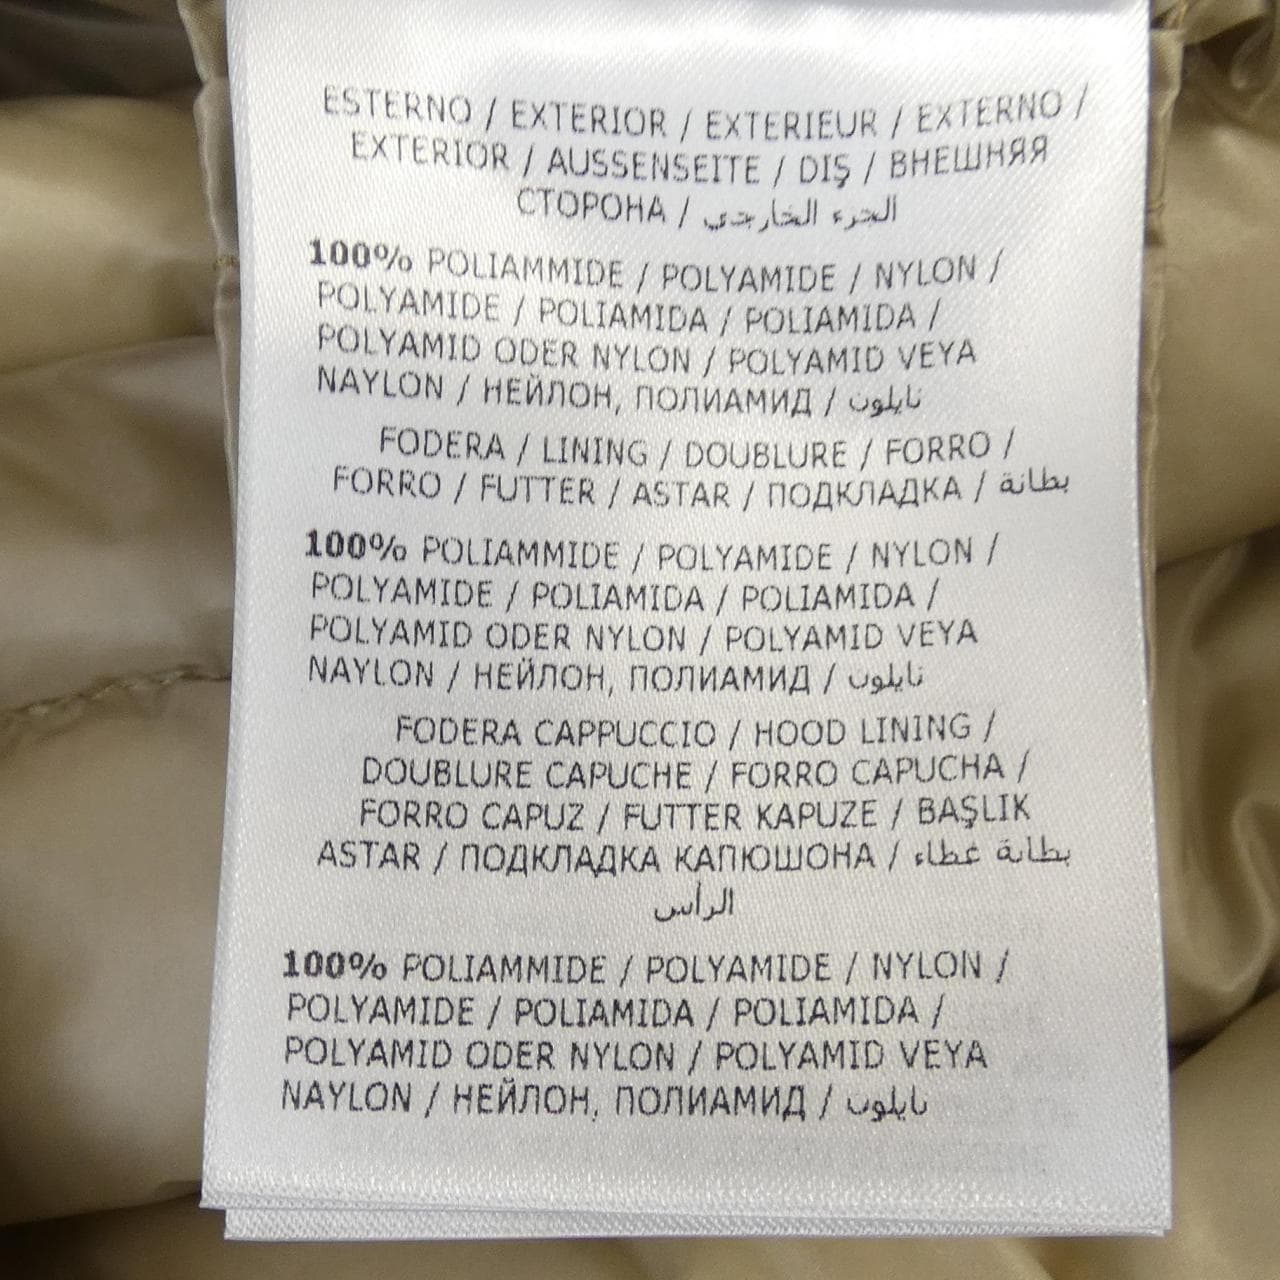 ESTERNO / EXTERIOR / EXTERIEUR / EXTERNO /
EXTERIOR / AUSSENSEITE / DIŞ / ВНЕШНЯЯ
СТОРОНА / الجزء الخارجي
100% POLIAMMIDE / POLYAMIDE / NYLON /
POLYAMIDE / POLIAMIDA / POLIAMIDA /
POLYAMID ODER NYLON / POLYAMID VEYA
NAYLON / НЕЙЛОН, ПОЛИАМИД / نايلون
FODERA / LINING / DOUBLURE / FORRO /
FORRO / FUTTER / ASTAR / ПОДКЛАДКА / بطانة
100% POLIAMMIDE / POLYAMIDE / NYLON /
POLYAMIDE / POLIAMIDA / POLIAMIDA /
POLYAMID ODER NYLON / POLYAMID VEYA
NAYLON / НЕЙЛОН, ПОЛИАМИД / نايلون
FODERA CAPPUCCIO / HOOD LINING /
DOUBLURE CAPUCHE / FORRO CAPUCHA /
FORRO CAPUZ / FUTTER KAPUZE / BAŞLIK
ASTAR / ПОДКЛАДКА КАПЮШОНА / بطانة غطاء
الرأس
100% POLIAMMIDE / POLYAMIDE / NYLON /
POLYAMIDE / POLIAMIDA / POLIAMIDA /
POLYAMID ODER NYLON / POLYAMID VEYA
NAYLON / НЕЙЛОН, ПОЛИАМИД / نايلون